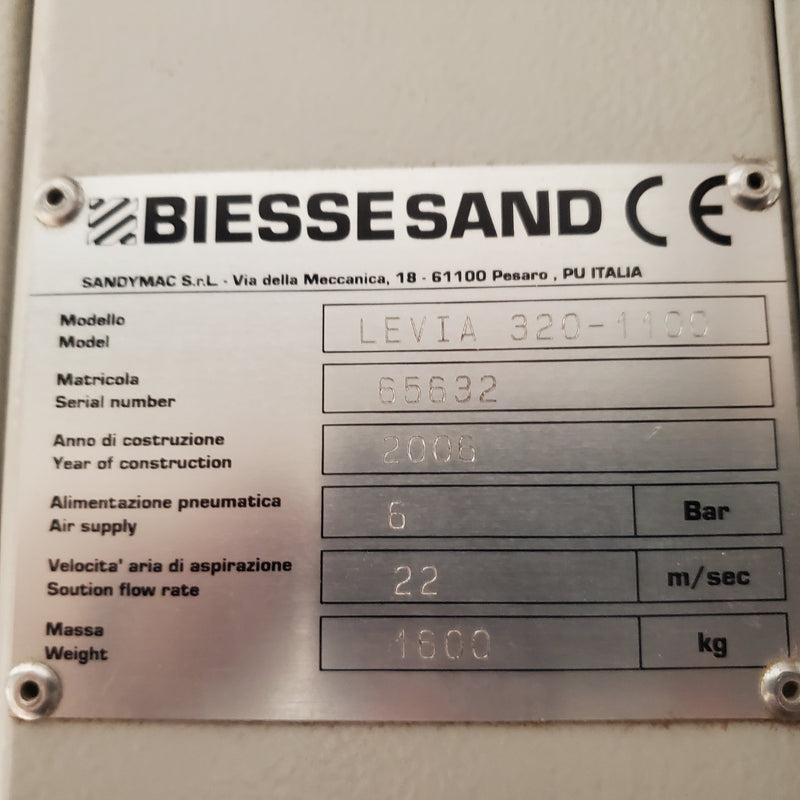 BIESSESAND CE
SANDYMAC S.r.L. - Via della Meccanica, 18 - 61100 Pesaro , PU ITALIA
Modello
Model
LEVIA 320-1100
Matricola
Serial number
65632
Anno di costruzione
Year of construction
2006
Alimentazione pneumatica
Air supply
6 Bar
Velocita' aria di aspirazione
Soution flow rate
22 m/sec
Massa
Weight
1600 kg